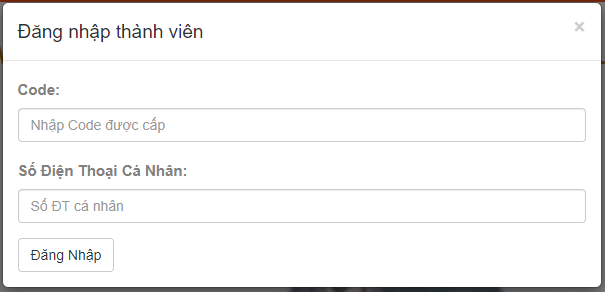 Đăng nhập thành viên ×
Code:
Nhập Code được cấp
Số Điện Thoại Cá Nhân:
Số ĐT cá nhân
Đăng Nhập